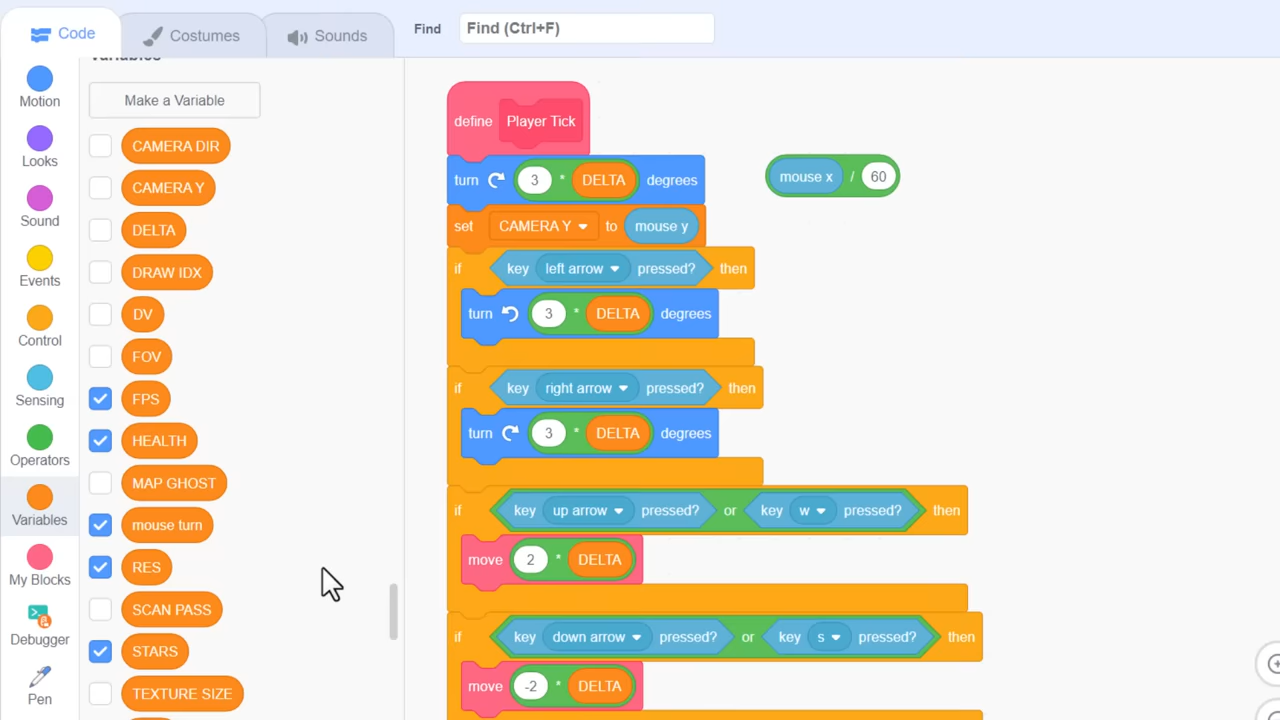 Code
Costumes
Sounds
Find
Find (Ctrl+F)
Motion
Looks
Sound
Events
Control
Sensing
Operators
Variables
My Blocks
Debugger
Pen
Variables
Make a Variable
CAMERA DIR
CAMERA Y
DELTA
DRAW IDX
DV
FOV
FPS
HEALTH
MAP GHOST
mouse turn
RES
SCAN PASS
STARS
TEXTURE SIZE
define Player Tick
turn 3 * DELTA degrees
mouse x / 60
set CAMERA Y to mouse y
if key left arrow pressed? then
turn 3 * DELTA degrees
if key right arrow pressed? then
turn 3 * DELTA degrees
if key up arrow pressed? or key w pressed? then
move 2 * DELTA
if key down arrow pressed? or key s pressed? then
move -2 * DELTA